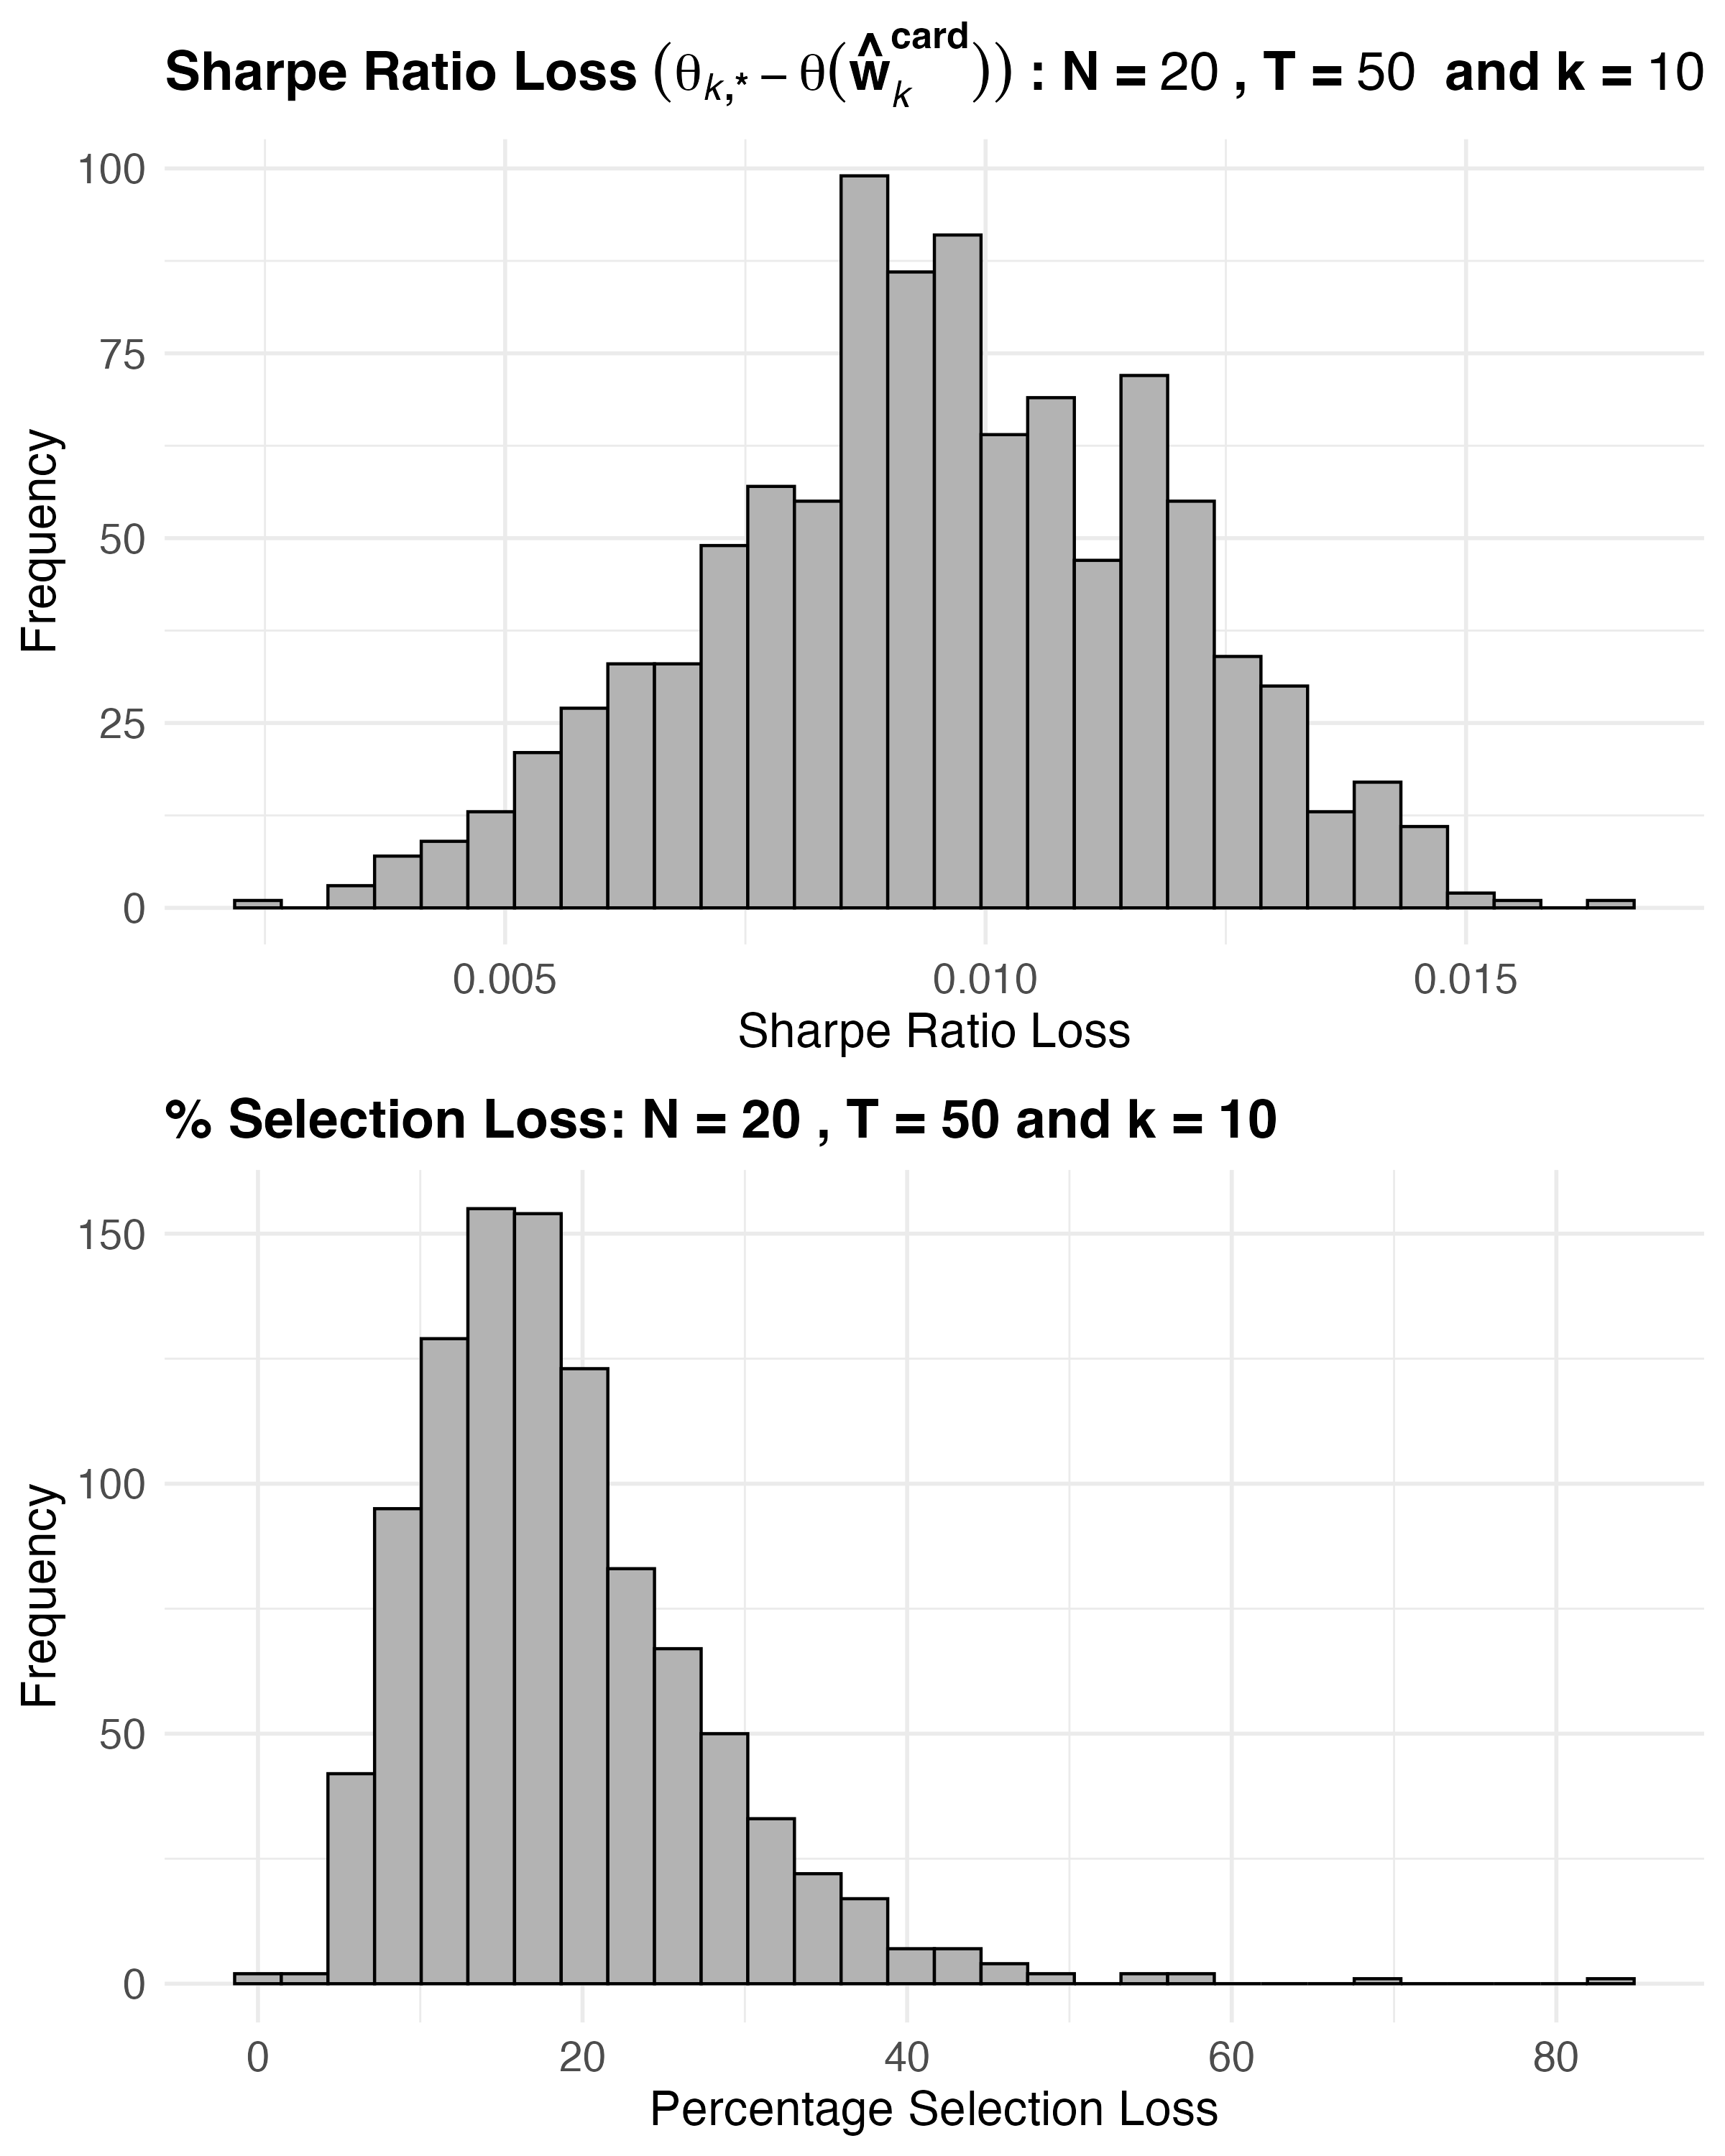 Sharpe Ratio Loss (θk,* − θ(ŵk^card)) : N = 20 , T = 50 and k = 10
100
75
50
25
0
Frequency
0.005 0.010 0.015
Sharpe Ratio Loss
% Selection Loss: N = 20 , T = 50 and k = 10
150
100
50
0
Frequency
0 20 40 60 80
Percentage Selection Loss